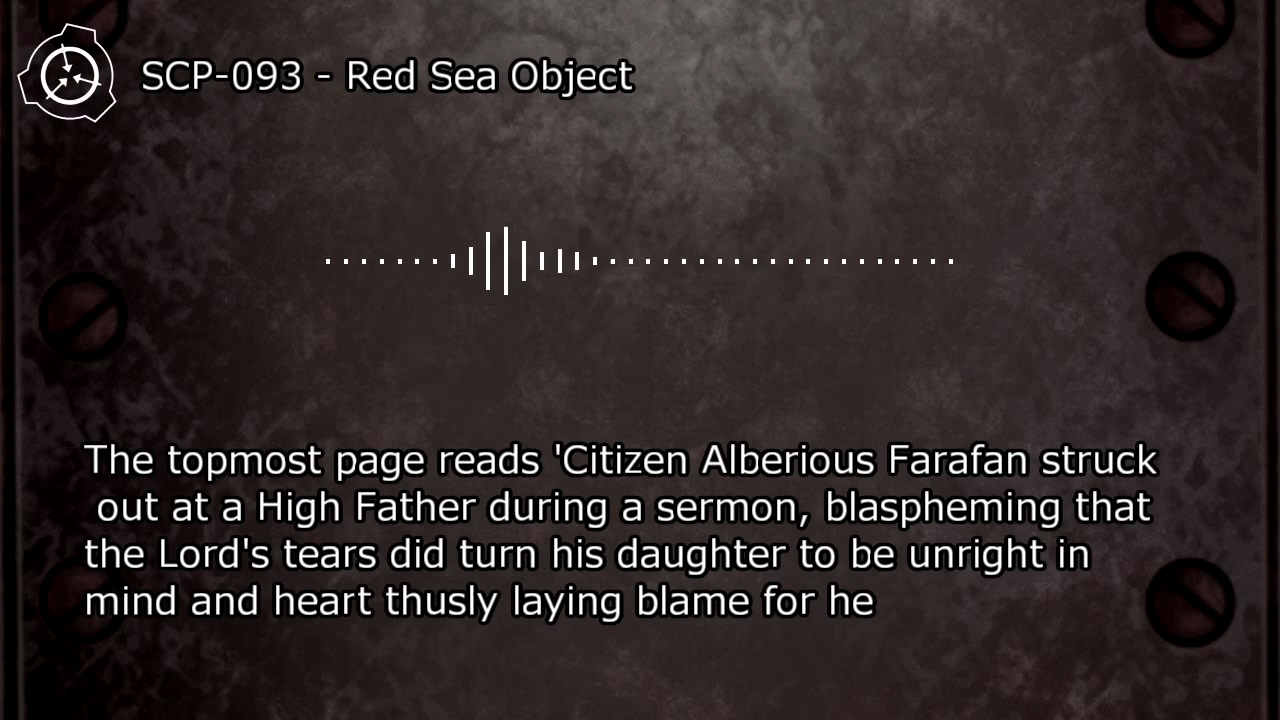 SCP-093 - Red Sea Object
The topmost page reads 'Citizen Alberious Farafan struck
out at a High Father during a sermon, blaspheming that
the Lord's tears did turn his daughter to be unright in
mind and heart thusly laying blame for he